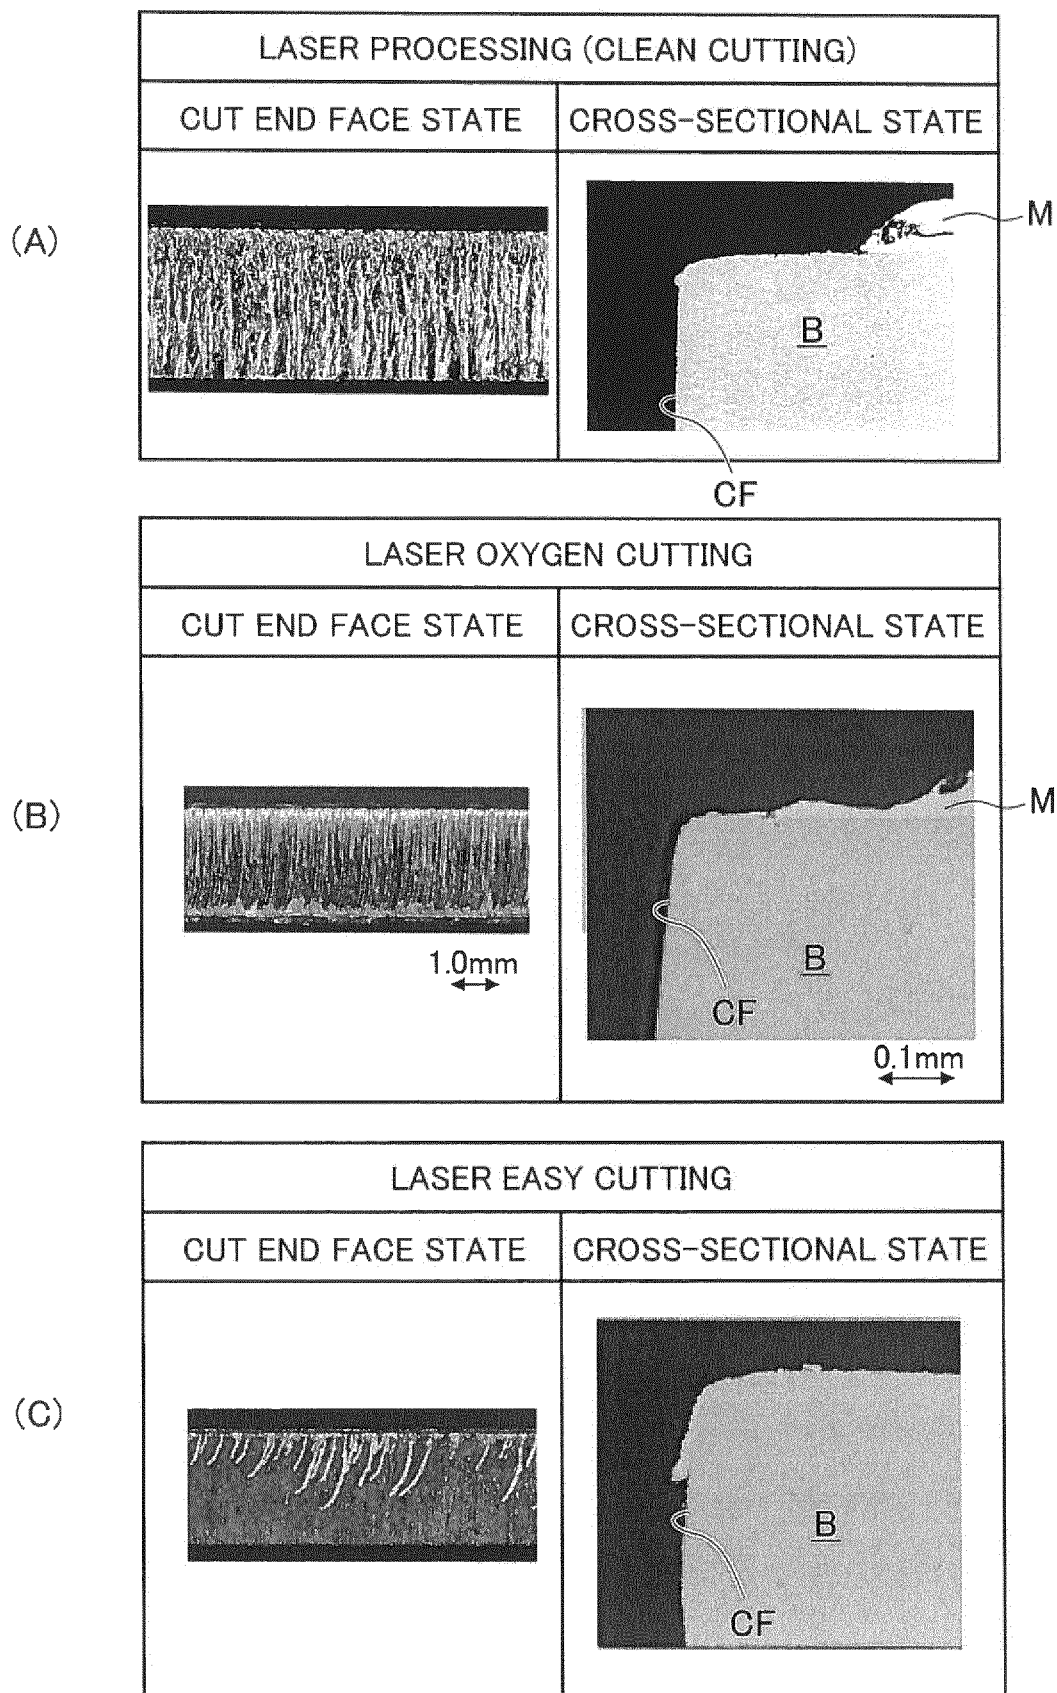 LASER PROCESSING (CLEAN CUTTING)
CUT END FACE STATE
CROSS-SECTIONAL STATE
(A)
M
B
CF
LASER OXYGEN CUTTING
CUT END FACE STATE
CROSS-SECTIONAL STATE
(B)
M
1.0mm
B
CF
0.1mm
LASER EASY CUTTING
CUT END FACE STATE
CROSS-SECTIONAL STATE
(C)
B
CF